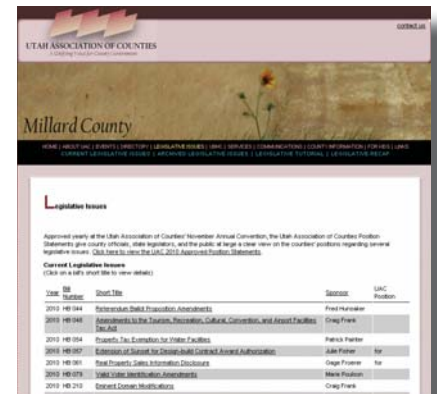 contact us
UTAH ASSOCIATION OF COUNTIES
A Unifying Voice for County Government
Millard County
HOME | ABOUT UAC | EVENTS | DIRECTORY | LEGISLATIVE ISSUES | UBHC | SERVICES | COMMUNICATIONS | COUNTY INFORMATION | FOR KIDS | LINKS
CURRENT LEGISLATIVE ISSUES | ARCHIVED LEGISLATIVE ISSUES | LEGISLATIVE TUTORIAL | LEGISLATIVE RECAP
Legislative Issues
Approved yearly at the Utah Association of Counties' November Annual Convention, the Utah Association of Counties Position
Statements give county officials, state legislators, and the public at large a clear view on the counties' positions regarding several
legislative issues. Click here to view the UAC 2010 Approved Position Statements.
Current Legislative Issues
(Click on a bill's short title to view details)
Year Bill Number Short Title Sponsor UAC Position
2010 HB 044 Referendum Ballot Proposition Amendments Fred Hunsaker
2010 HB 048 Amendments to the Tourism, Recreation, Cultural, Convention, and Airport Facilities Tax Act Craig Frank
2010 HB 054 Property Tax Exemption for Water Facilities Patrick Painter
2010 HB 057 Extension of Sunset for Design-build Contract Award Authorization Julie Fisher for
2010 HB 061 Real Property Sales Information Disclosure Gage Froerer for
2010 HB 079 Valid Voter Identification Amendments Marie Poulson
2010 HB 210 Eminent Domain Modifications Craig Frank